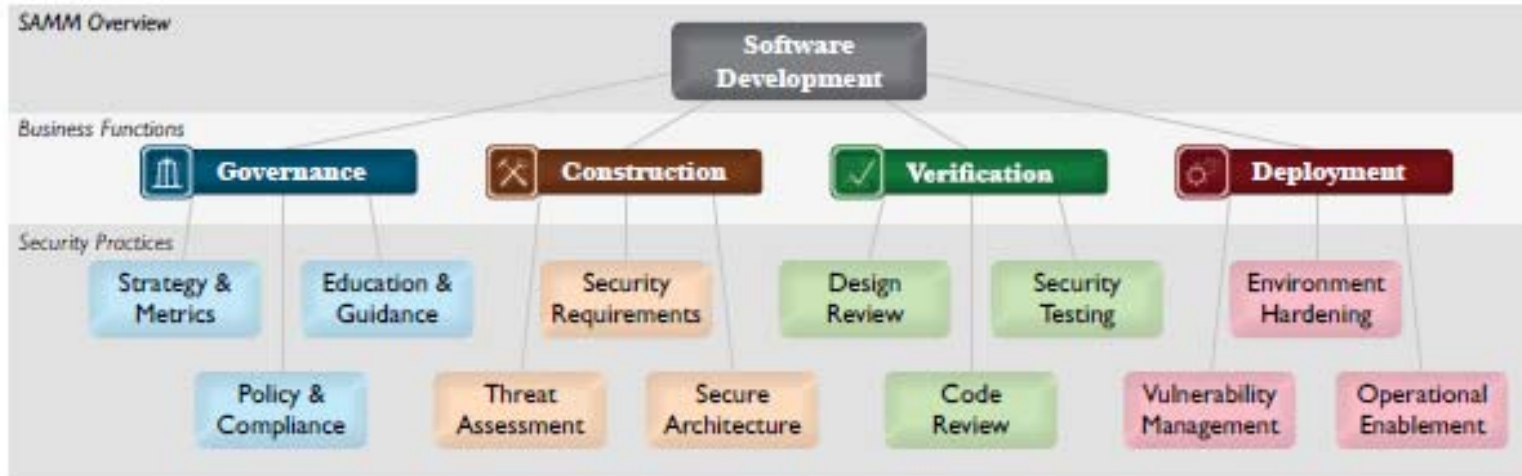 SAMM Overview
Software
Development
Business Functions
Governance
Construction
Verification
Deployment
Security Practices
Strategy &
Metrics
Education &
Guidance
Security
Requirements
Design
Review
Security
Testing
Environment
Hardening
Policy &
Compliance
Threat
Assessment
Secure
Architecture
Code
Review
Vulnerability
Management
Operational
Enablement